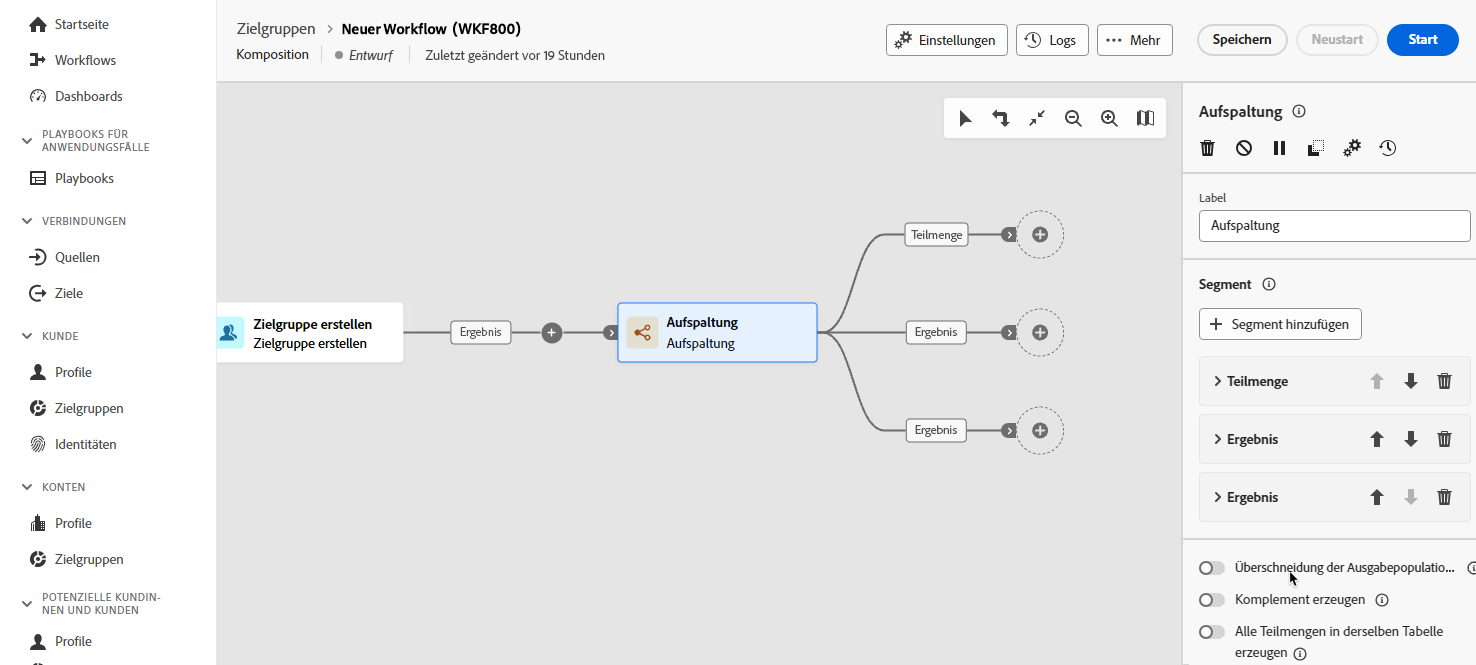 Startseite
Workflows
Dashboards
PLAYBOOKS FÜR
ANWENDUNGSFÄLLE
Playbooks
VERBINDUNGEN
Quellen
Ziele
KUNDE
Profile
Zielgruppen
Identitäten
KONTEN
Profile
Zielgruppen
POTENZIELLE KUNDIN-
NEN UND KUNDEN
Profile
Zielgruppen > Neuer Workflow (WKF800)
Komposition Entwurf Zuletzt geändert vor 19 Stunden
Einstellungen Logs Mehr Speichern Neustart Start
Zielgruppe erstellen
Zielgruppe erstellen
Ergebnis
Aufspaltung
Aufspaltung
Teilmenge
Ergebnis
Ergebnis
Aufspaltung
Label
Aufspaltung
Segment
Segment hinzufügen
Teilmenge
Ergebnis
Ergebnis
Überschneidung der Ausgabepopulatio...
Komplement erzeugen
Alle Teilmengen in derselben Tabelle
erzeugen